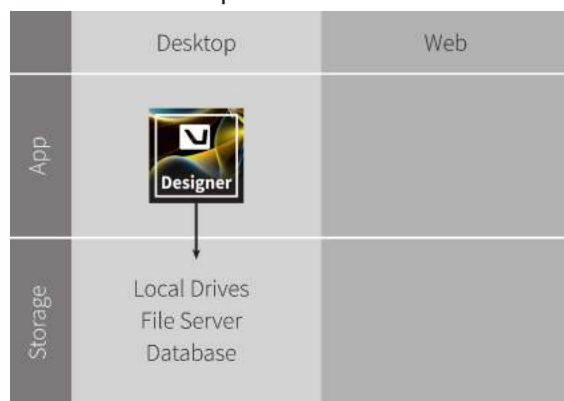 Desktop
Web
App
Designer
Storage
Local Drives
File Server
Database